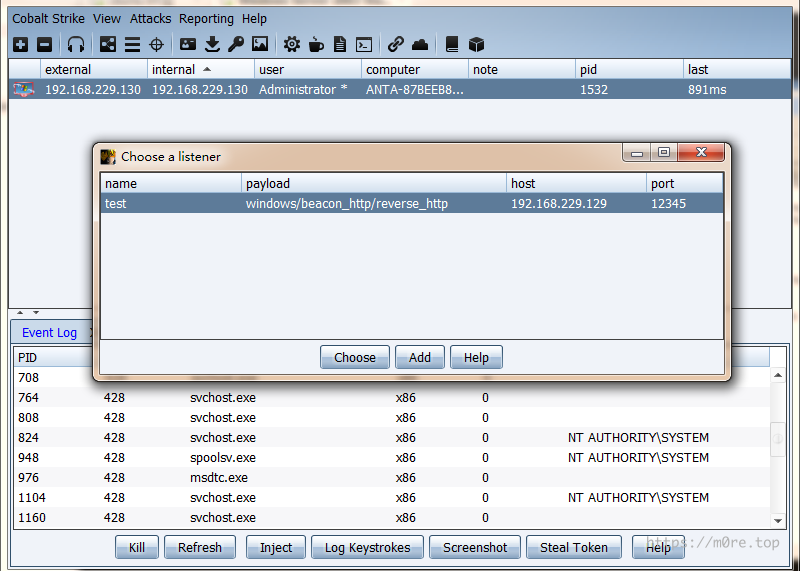 Cobalt Strike View Attacks Reporting Help
external internal user computer note pid last
192.168.229.130 192.168.229.130 Administrator * ANTA-87BEEB8... 1532 891ms
Choose a listener
name payload host port
test windows/beacon_http/reverse_http 192.168.229.129 12345
Choose Add Help
Event Log X
PID
708 428 svchost.exe x86 0
764 428 svchost.exe x86 0
808 428 svchost.exe x86 0
824 428 svchost.exe x86 0 NT AUTHORITY\SYSTEM
948 428 spoolsv.exe x86 0 NT AUTHORITY\SYSTEM
976 428 msdtc.exe x86 0
1104 428 svchost.exe x86 0 NT AUTHORITY\SYSTEM
1160 428 svchost.exe x86 0
Kill Refresh Inject Log Keystrokes Screenshot Steal Token Help
https://m0re.top